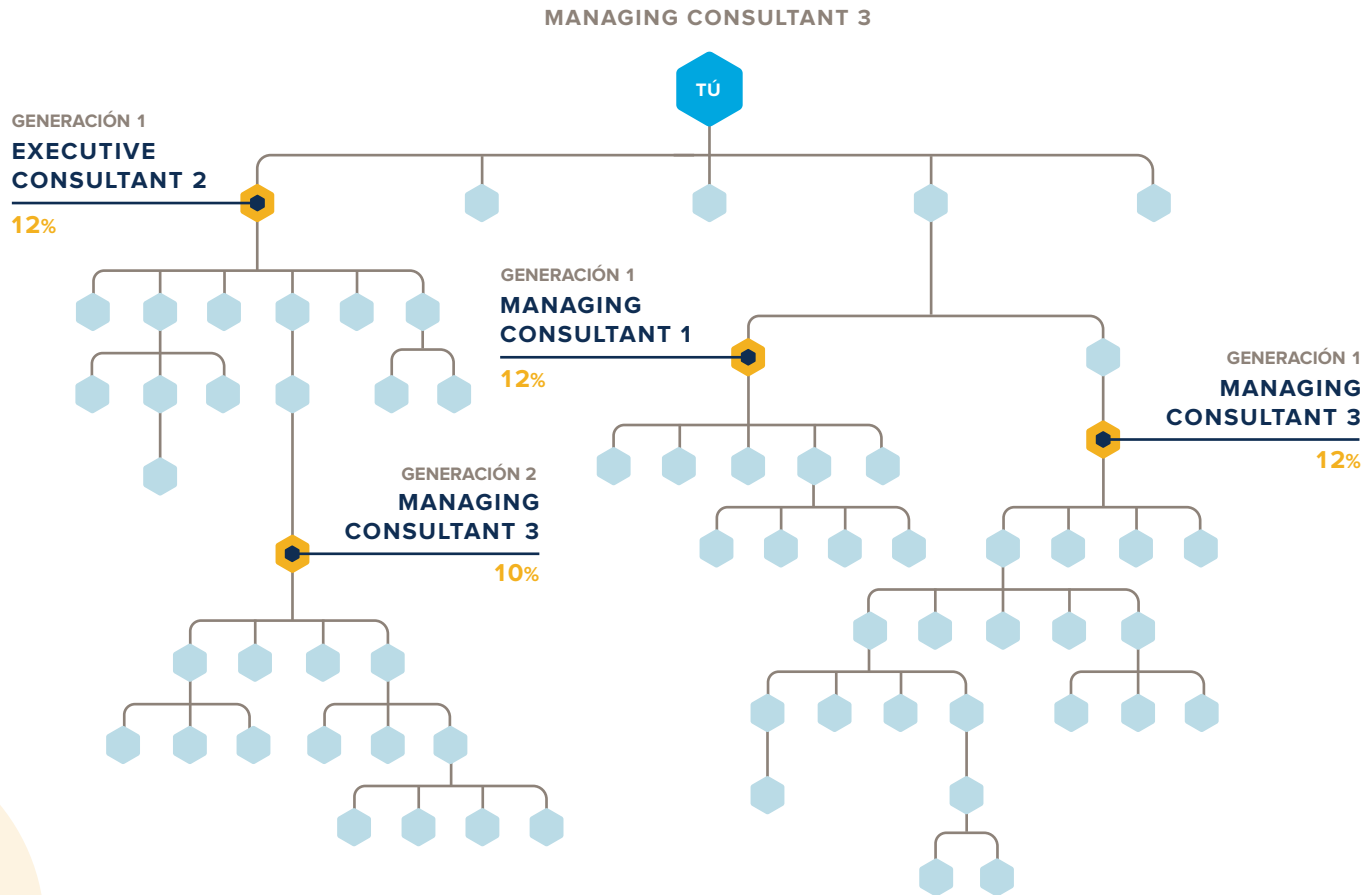 MANAGING CONSULTANT 3
TÚ
GENERACIÓN 1
EXECUTIVE
CONSULTANT 2
12%
GENERACIÓN 1
MANAGING
CONSULTANT 1
12%
GENERACIÓN 1
MANAGING
CONSULTANT 3
12%
GENERACIÓN 2
MANAGING
CONSULTANT 3
10%